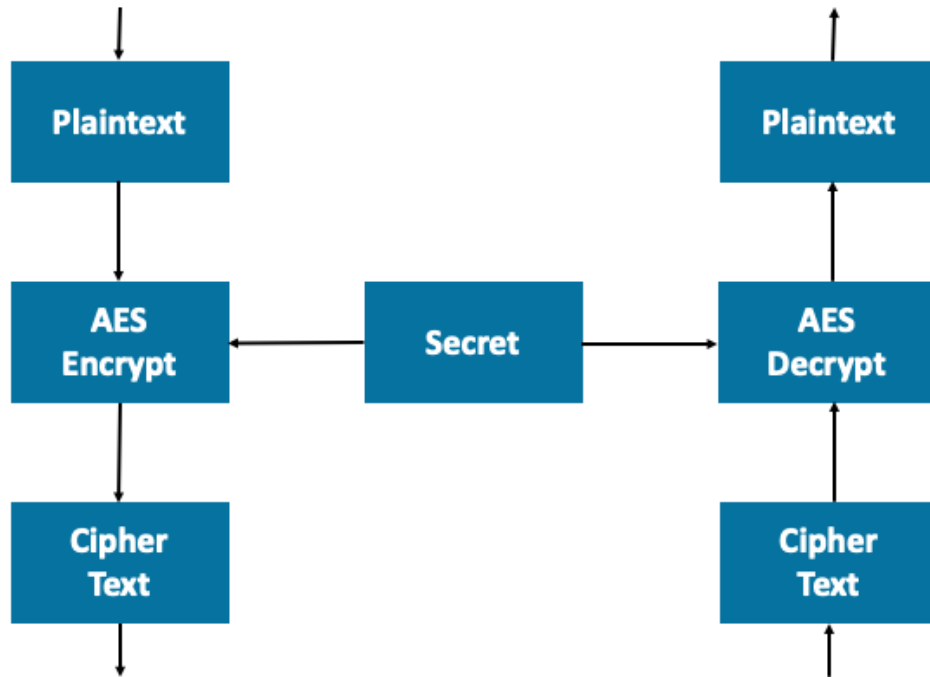 Plaintext
Plaintext
AES
Encrypt
Secret
AES
Decrypt
Cipher
Text
Cipher
Text